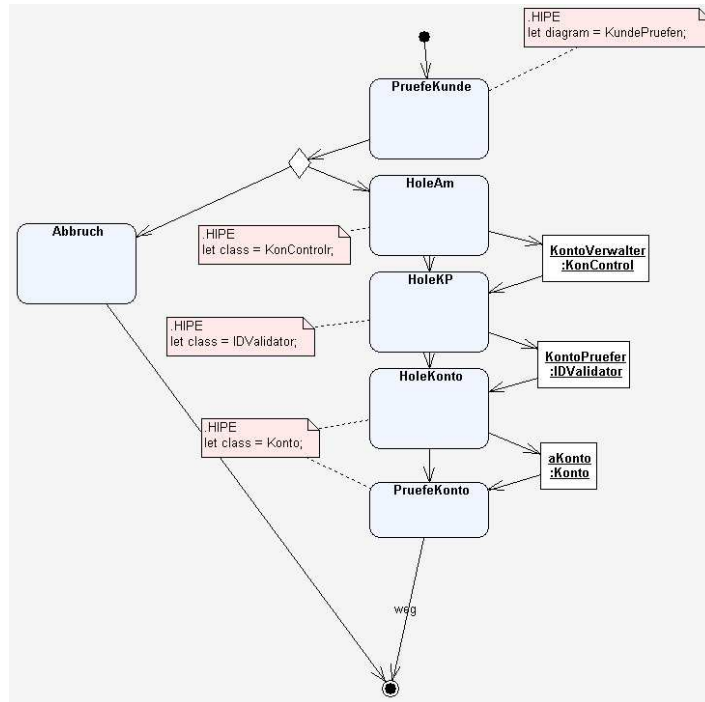 .HIPE
let diagram = KundePruefen;
PruefeKunde
HoleAm
Abbruch
.HIPE
let class = KonControlr;
KontoVerwalter
:KonControl
HoleKP
.HIPE
let class = IDValidator;
KontoPruefer
:IDValidator
HoleKonto
.HIPE
let class = Konto;
aKonto
:Konto
PruefeKonto
weg